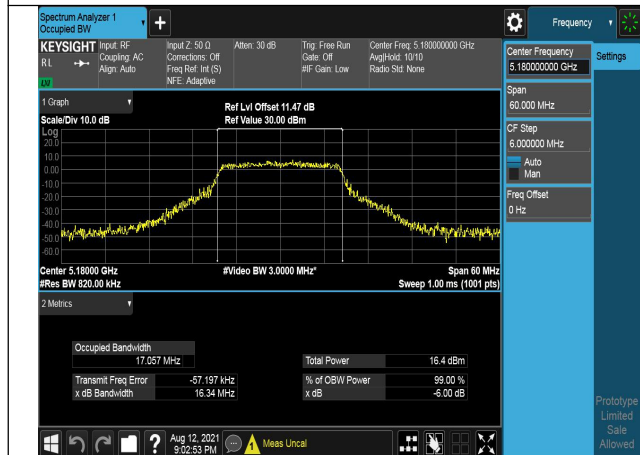 Spectrum Analyzer 1
Occupied BW
Frequency
KEYSIGHT
R L
Input: RF
Coupling: AC
Align: Auto
Input Z: 50 Ω
Corrections: Off
Freq Ref: Int (S)
NFE: Adaptive
Atten: 30 dB
Trig: Free Run
Gate: Off
#IF Gain: Low
Center Freq: 5.180000000 GHz
Avg|Hold: 10/10
Radio Std: None
Center Frequency
5.180000000 GHz
Settings
Span
60.000 MHz
CF Step
6.000000 MHz
Auto
Man
Freq Offset
0 Hz
1 Graph
Scale/Div 10.0 dB
Ref Lvl Offset 11.47 dB
Ref Value 30.00 dBm
Log
20.0
10.0
0.00
-10.0
-20.0
-30.0
-40.0
-50.0
-60.0
Center 5.18000 GHz
#Video BW 3.0000 MHz*
Span 60 MHz
#Res BW 820.00 kHz
Sweep 1.00 ms (1001 pts)
2 Metrics
Occupied Bandwidth
17.057 MHz
Total Power 16.4 dBm
Transmit Freq Error -57.197 kHz
% of OBW Power 99.00 %
x dB Bandwidth 16.34 MHz
x dB -6.00 dB
Prototype
Limited
Sale
Allowed
Aug 12, 2021
9:02:53 PM
Meas Uncal